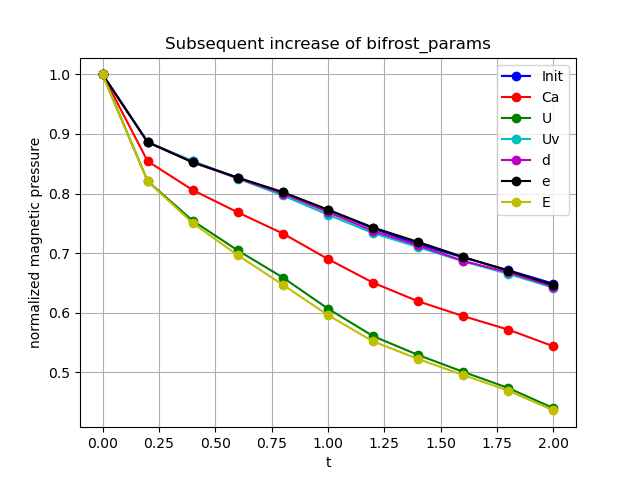 Subsequent increase of bifrost_params
normalized magnetic pressure
1.0
0.9
0.8
0.7
0.6
0.5
Init
Ca
U
Uv
d
e
E
0.00 0.25 0.50 0.75 1.00 1.25 1.50 1.75 2.00
t